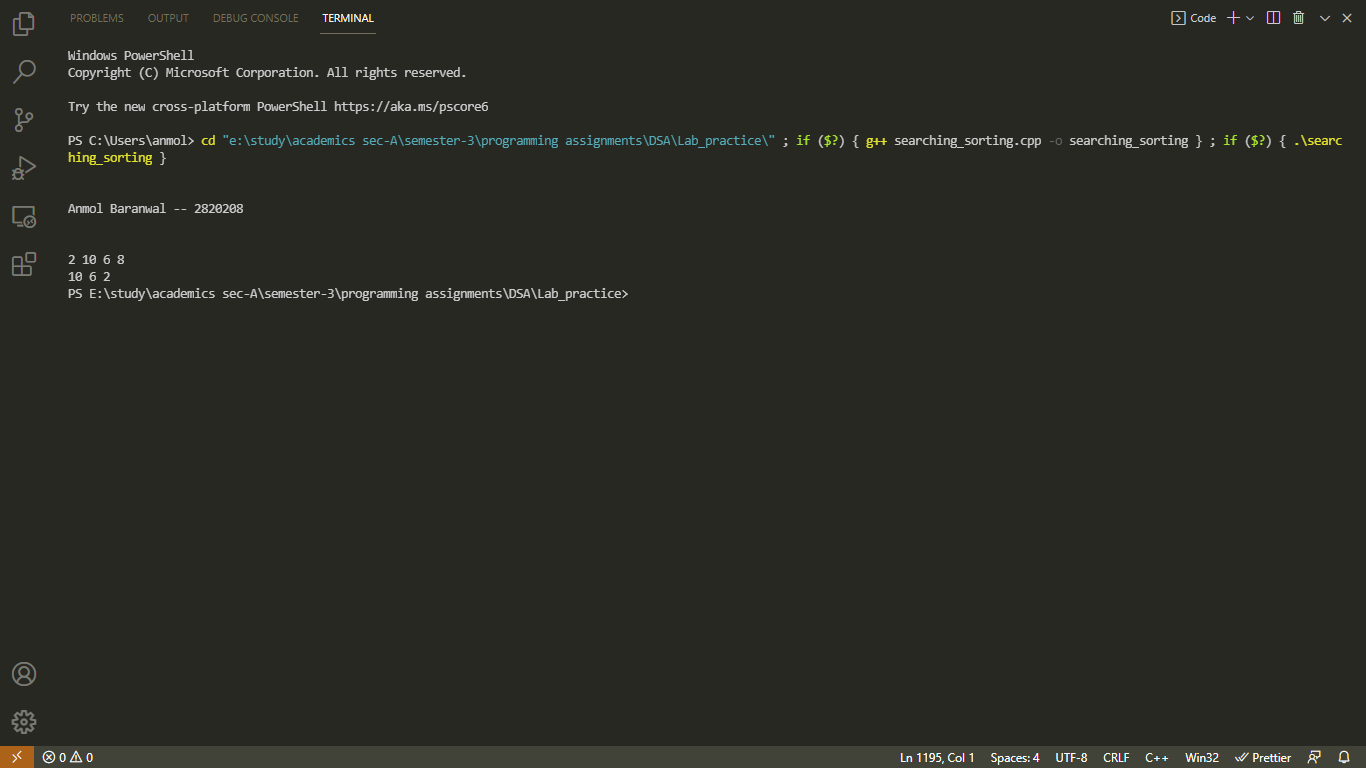 PROBLEMS OUTPUT DEBUG CONSOLE TERMINAL Code
Windows PowerShell
Copyright (C) Microsoft Corporation. All rights reserved.
Try the new cross-platform PowerShell https://aka.ms/pscore6
PS C:\Users\anmol> cd "e:\study\academics sec-A\semester-3\programming assignments\DSA\Lab_practice\" ; if ($?) { g++ searching_sorting.cpp -o searching_sorting } ; if ($?) { .\searc
hing_sorting }
Anmol Baranwal -- 2820208
2 10 6 8
10 6 2
PS E:\study\academics sec-A\semester-3\programming assignments\DSA\Lab_practice>
0 0 Ln 1195, Col 1 Spaces: 4 UTF-8 CRLF C++ Win32 Prettier